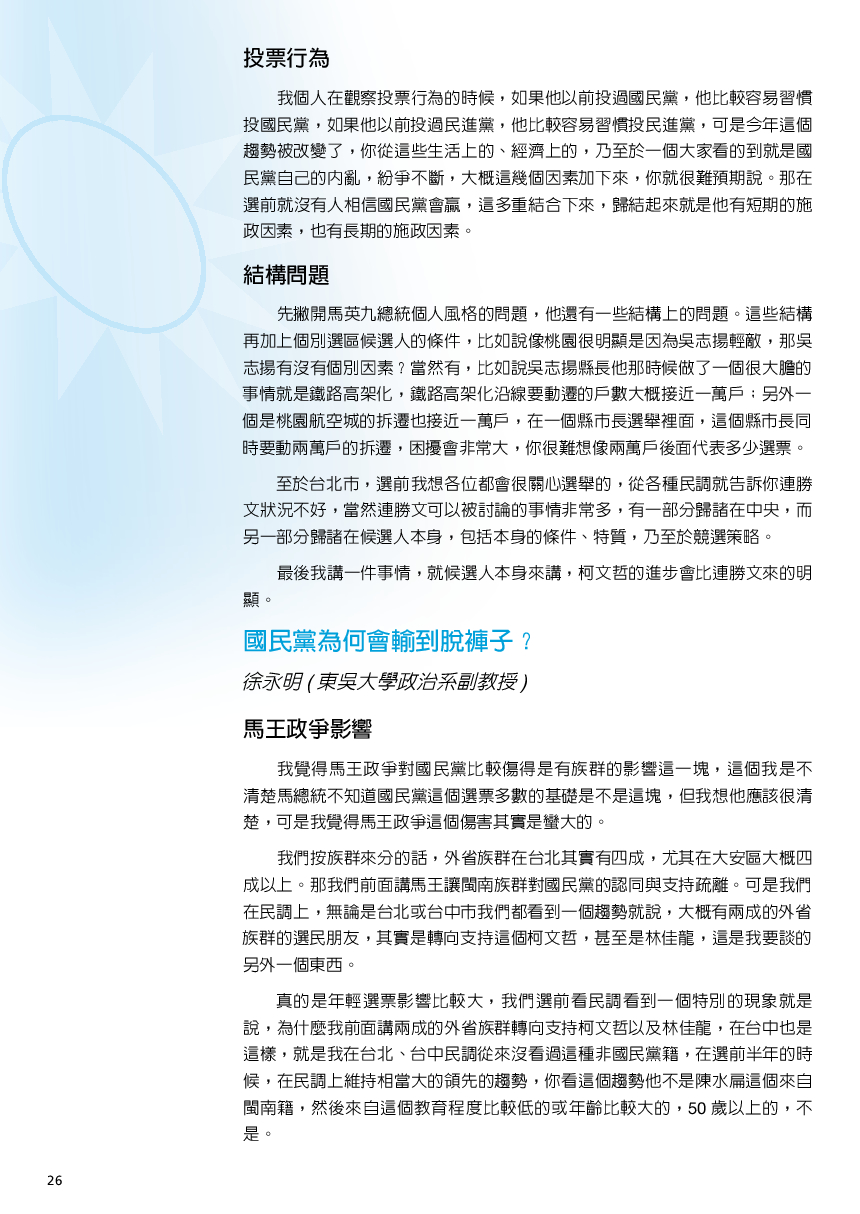 投票行為
我個人在觀察投票行為的時候，如果他以前投過國民黨，他比較容易習慣
投國民黨，如果他以前投過民進黨，他比較容易習慣投民進黨，可是今年這個
趨勢被改變了，你從這些生活上的、經濟上的，乃至於一個大家看的到就是國
民黨自己的內亂，紛爭不斷，大概這幾個因素加下來，你就很難預期說。那在
選前就沒有人相信國民黨會贏，這多重結合下來，歸結起來就是他有短期的施
政因素，也有長期的施政因素。
結構問題
先撇開馬英九總統個人風格的問題，他還有一些結構上的問題。這些結構
再加上個別選區候選人的條件，比如說像桃園很明顯是因為吳志揚輕敵，那吳
志揚有沒有個別因素？當然有，比如說吳志揚縣長他那時候做了一個很大膽的
事情就是鐵路高架化，鐵路高架化沿線要動遷的戶數大概接近一萬戶；另外一
個是桃園航空城的拆遷也接近一萬戶，在一個縣市長選舉裡面，這個縣市長同
時要動兩萬戶的拆遷，困擾會非常大，你很難想像兩萬戶後面代表多少選票。
至於台北市，選前我想各位都會很關心選舉的，從各種民調就告訴你連勝
文狀況不好，當然連勝文可以被討論的事情非常多，有一部分歸諸在中央，而
另一部分歸諸在候選人本身，包括本身的條件、特質，乃至於競選策略。
最後我講一件事情，就候選人本身來講，柯文哲的進步會比連勝文來的明
顯。
國民黨為何會輸到脫褲子？
徐永明 ( 東吳大學政治系副教授 )
馬王政爭影響
我覺得馬王政爭對國民黨比較傷得是有族群的影響這一塊，這個我是不
清楚馬總統不知道國民黨這個選票多數的基礎是不是這塊，但我想他應該很清
楚，可是我覺得馬王政爭這個傷害其實是蠻大的。
我們按族群來分的話，外省族群在台北其實有四成，尤其在大安區大概四
成以上。那我們前面講馬王讓閩南族群對國民黨的認同與支持疏離。可是我們
在民調上，無論是台北或台中市我們都看到一個趨勢就說，大概有兩成的外省
族群的選民朋友，其實是轉向支持這個柯文哲，甚至是林佳龍，這是我要談的
另外一個東西。
真的是年輕選票影響比較大，我們選前看民調看到一個特別的現象就是
說，為什麼我前面講兩成的外省族群轉向支持柯文哲以及林佳龍，在台中也是
這樣，就是我在台北、台中民調從來沒看過這種非國民黨籍，在選前半年的時
候，在民調上維持相當大的領先的趨勢，你看這個趨勢他不是陳水扁這個來自
閩南籍，然後來自這個教育程度比較低的或年齡比較大的，50 歲以上的，不
是。
26